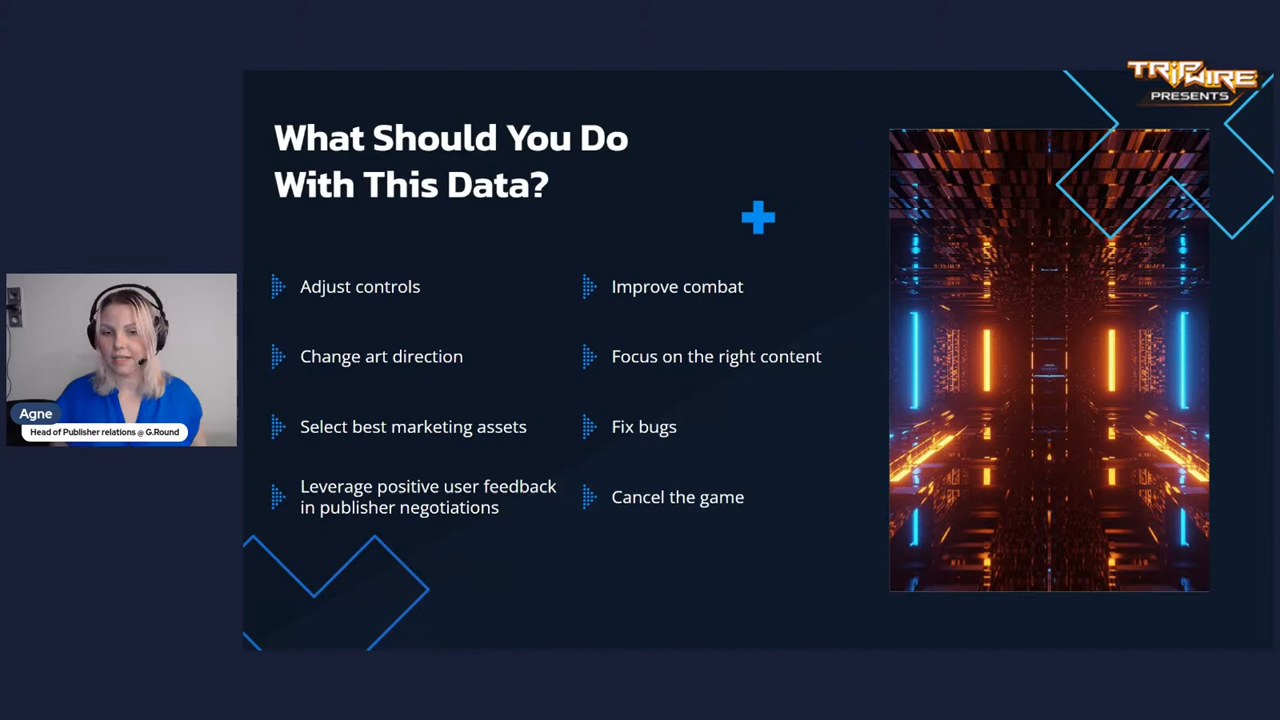 TRIPWIRE
PRESENTS
What Should You Do
With This Data?
Adjust controls
Improve combat
Change art direction
Focus on the right content
Select best marketing assets
Fix bugs
Leverage positive user feedback
in publisher negotiations
Cancel the game
Agne
Head of Publisher relations @ G.Round